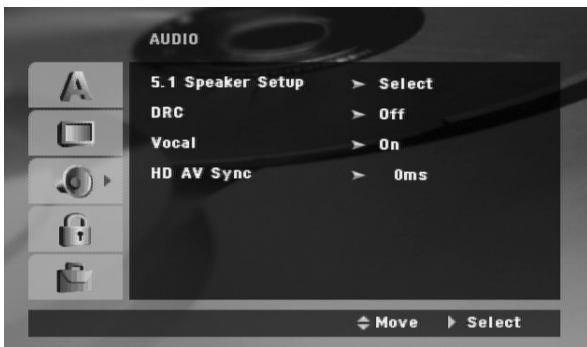 AUDIO
5.1 Speaker Setup ➤ Select
DRC ➤ Off
Vocal ➤ On
HD AV Sync ➤ 0ms
Move Select